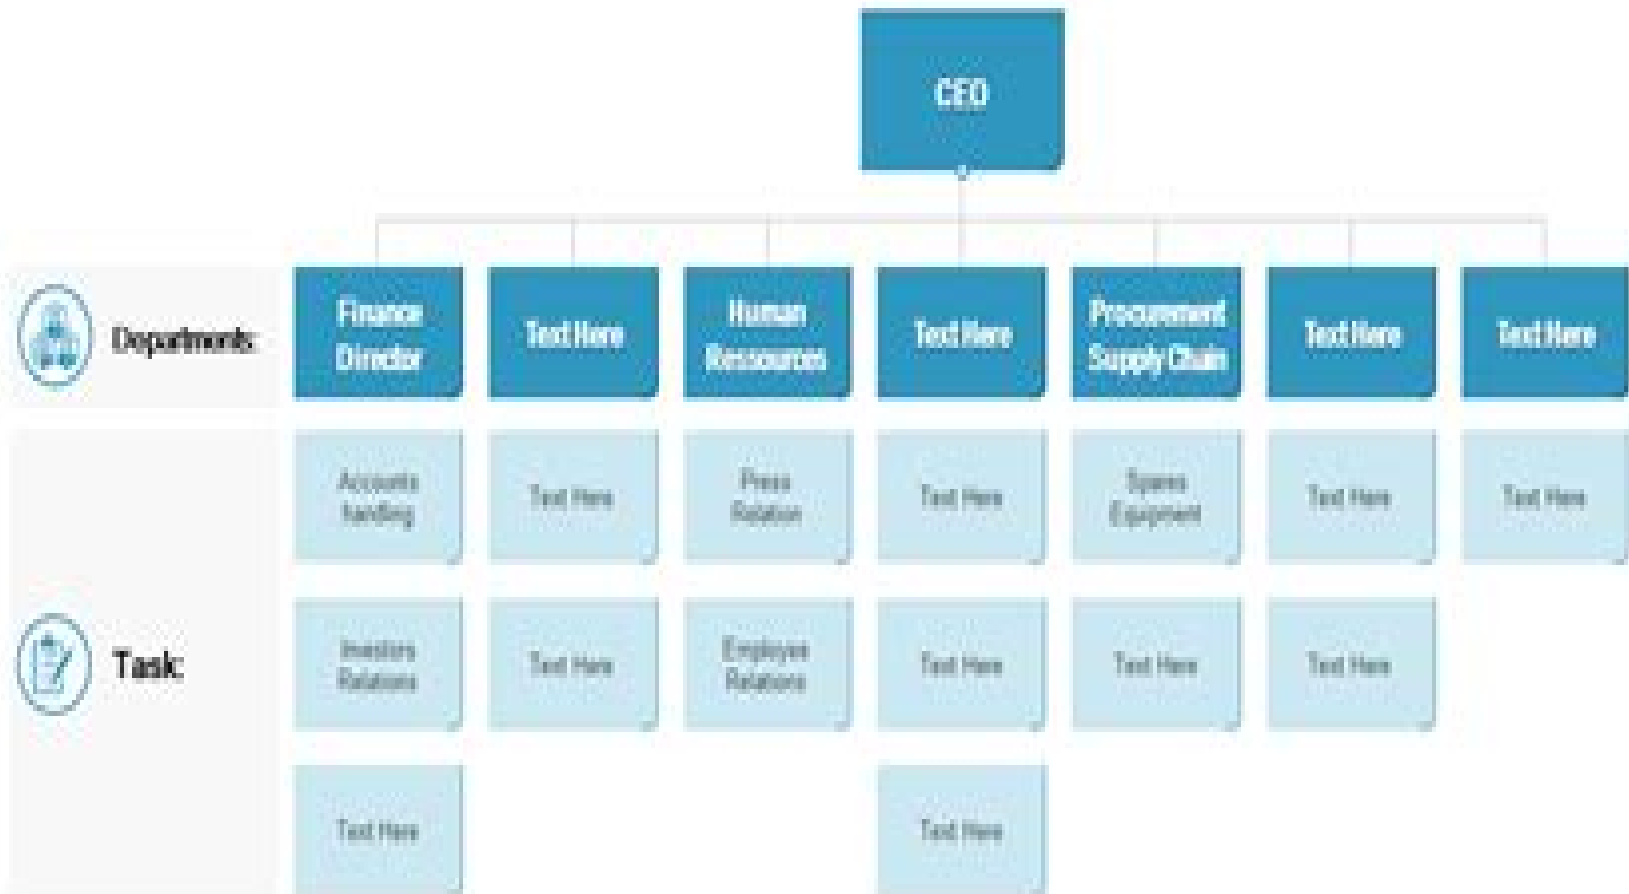 CEO
Departments:
Finance
Director
Text Here
Human
Ressources
Text Here
Procurement
Supply Chain
Text Here
Text Here
Accounts
handling
Text Here
Press
Relation
Text Here
Spares
Equipment
Text Here
Text Here
Task:
Investors
Relations
Text Here
Employee
Relations
Text Here
Text Here
Text Here
Text Here
Text Here